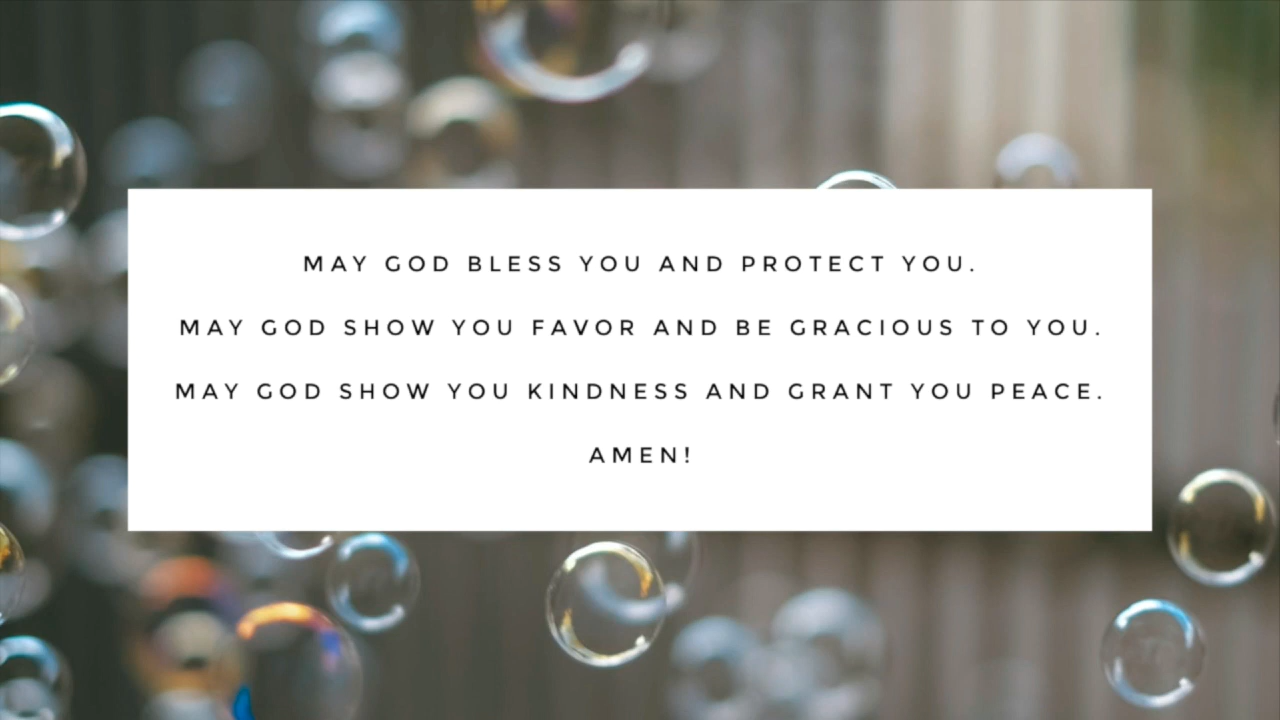 MAY GOD BLESS YOU AND PROTECT YOU.
MAY GOD SHOW YOU FAVOR AND BE GRACIOUS TO YOU.
MAY GOD SHOW YOU KINDNESS AND GRANT YOU PEACE.
AMEN!